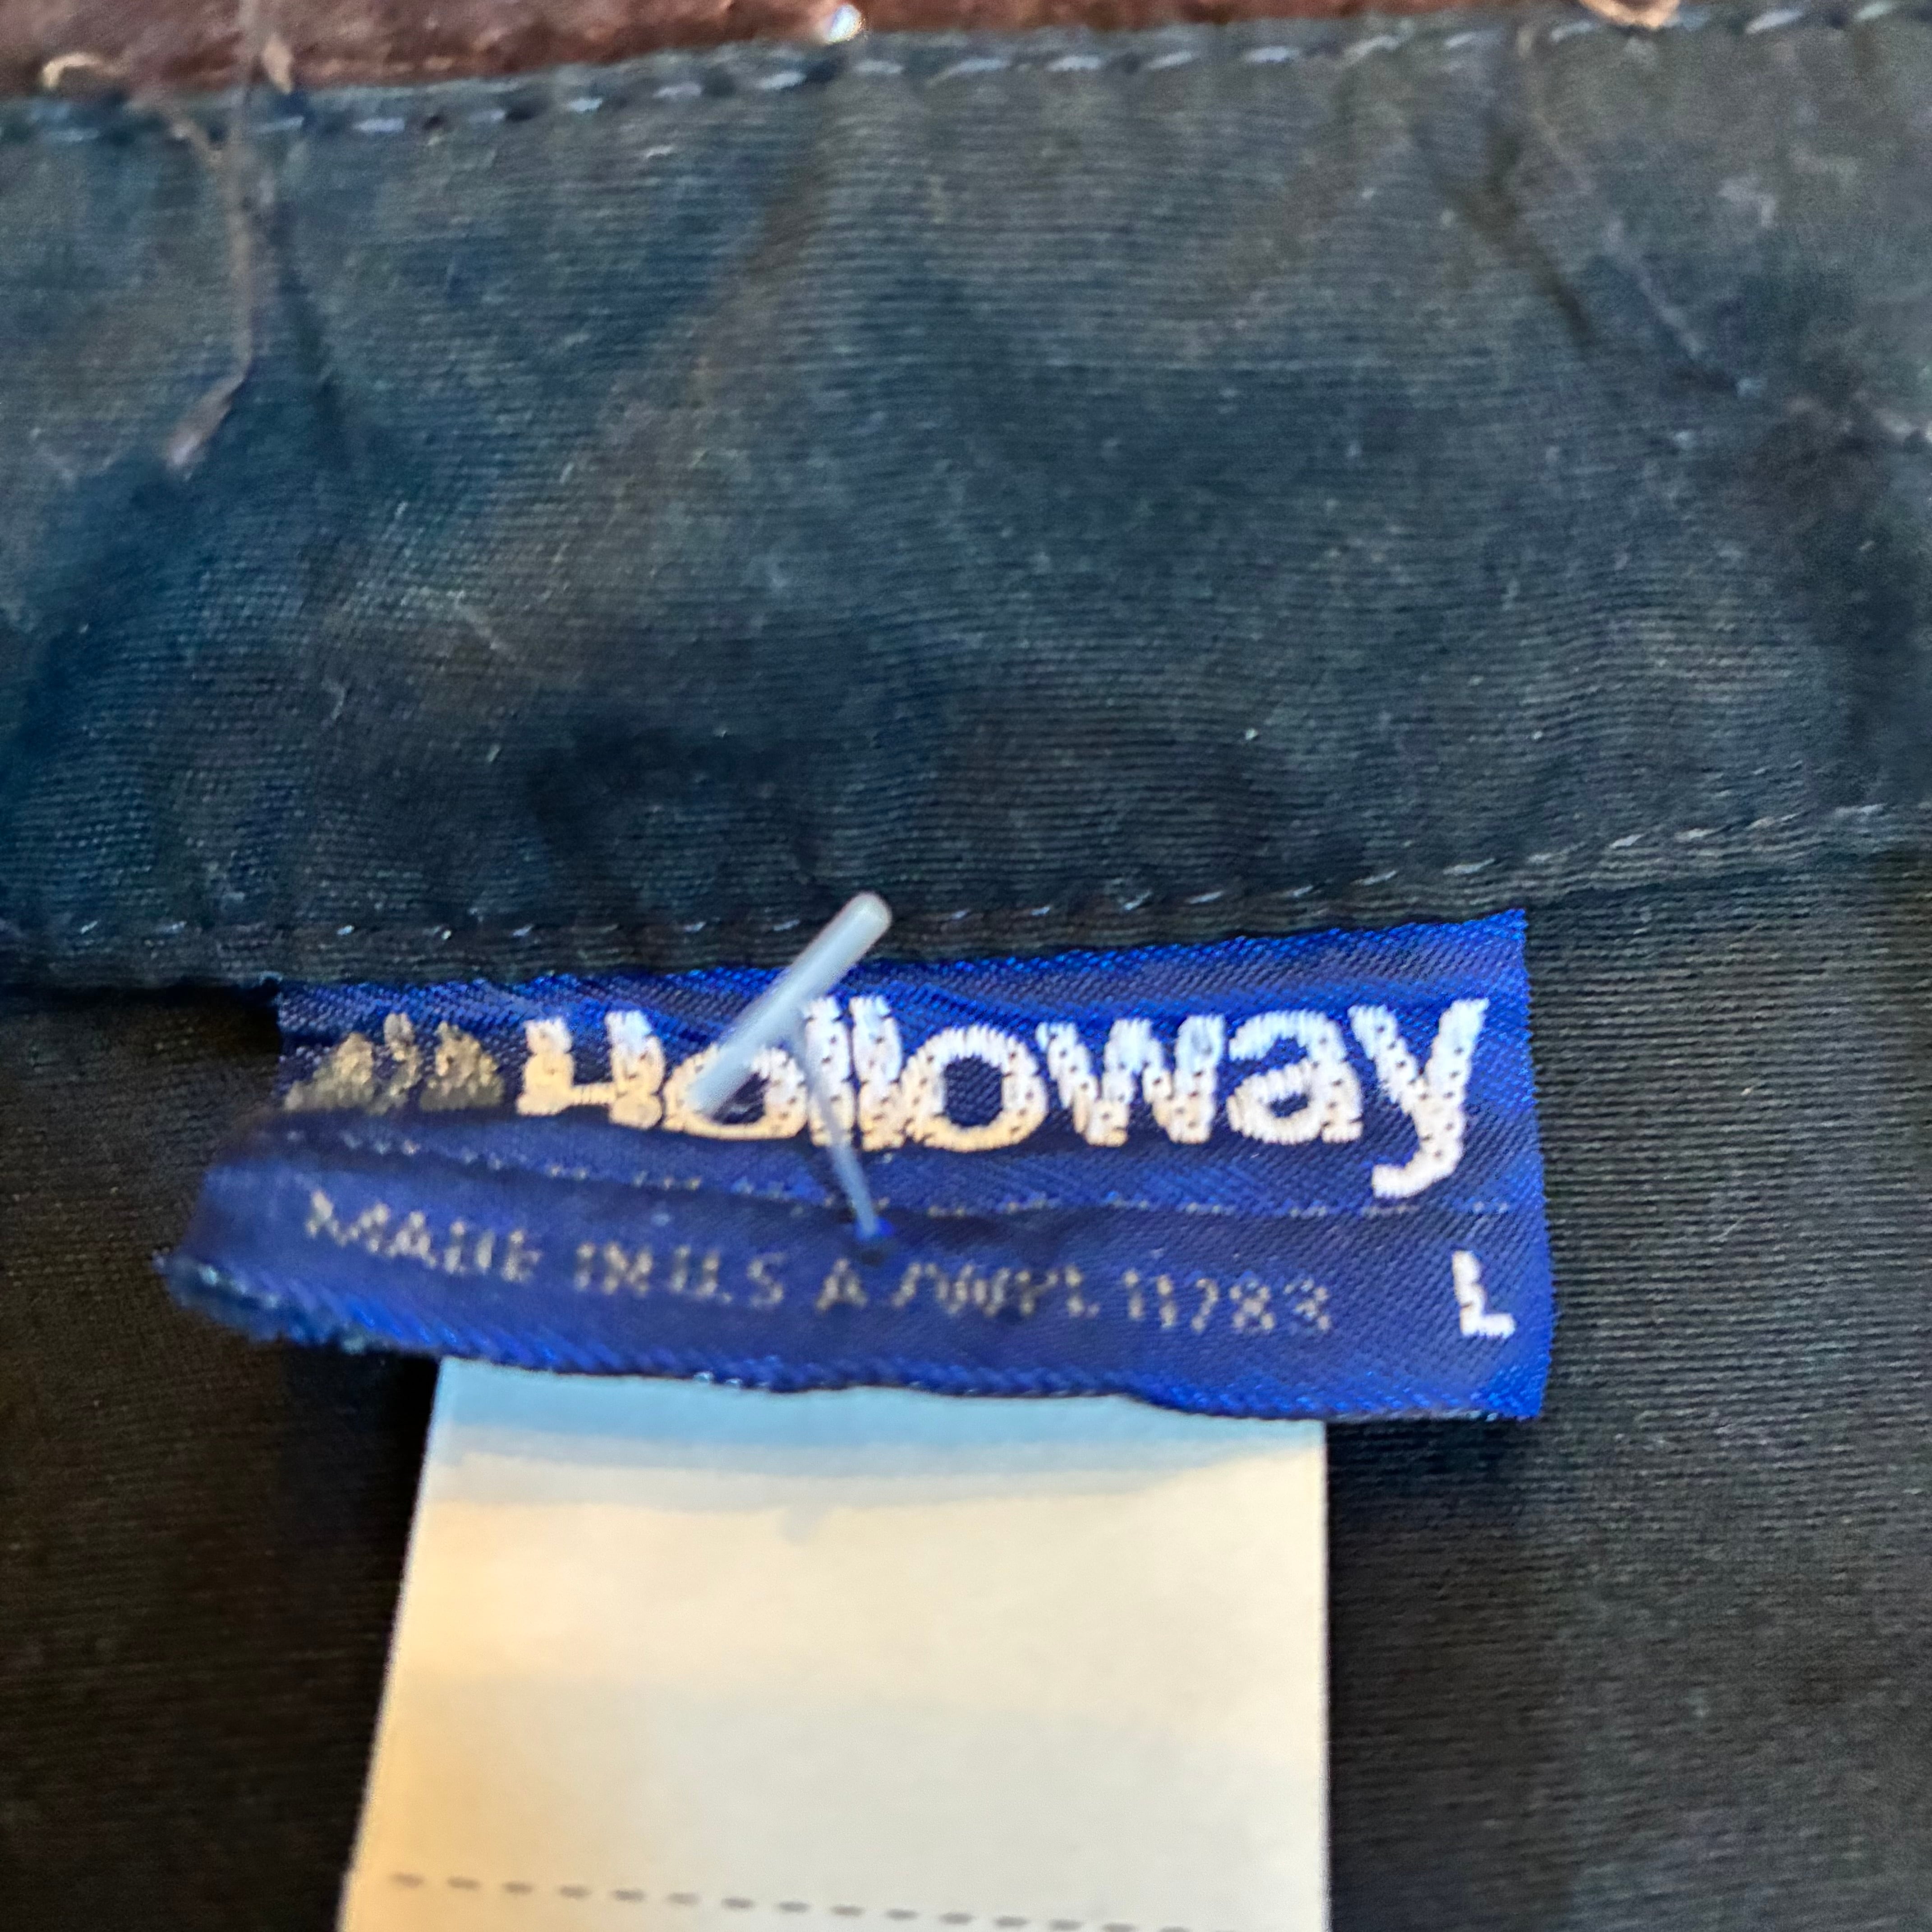 Holloway
MADE IN U.S.A. /WPL 11783 L